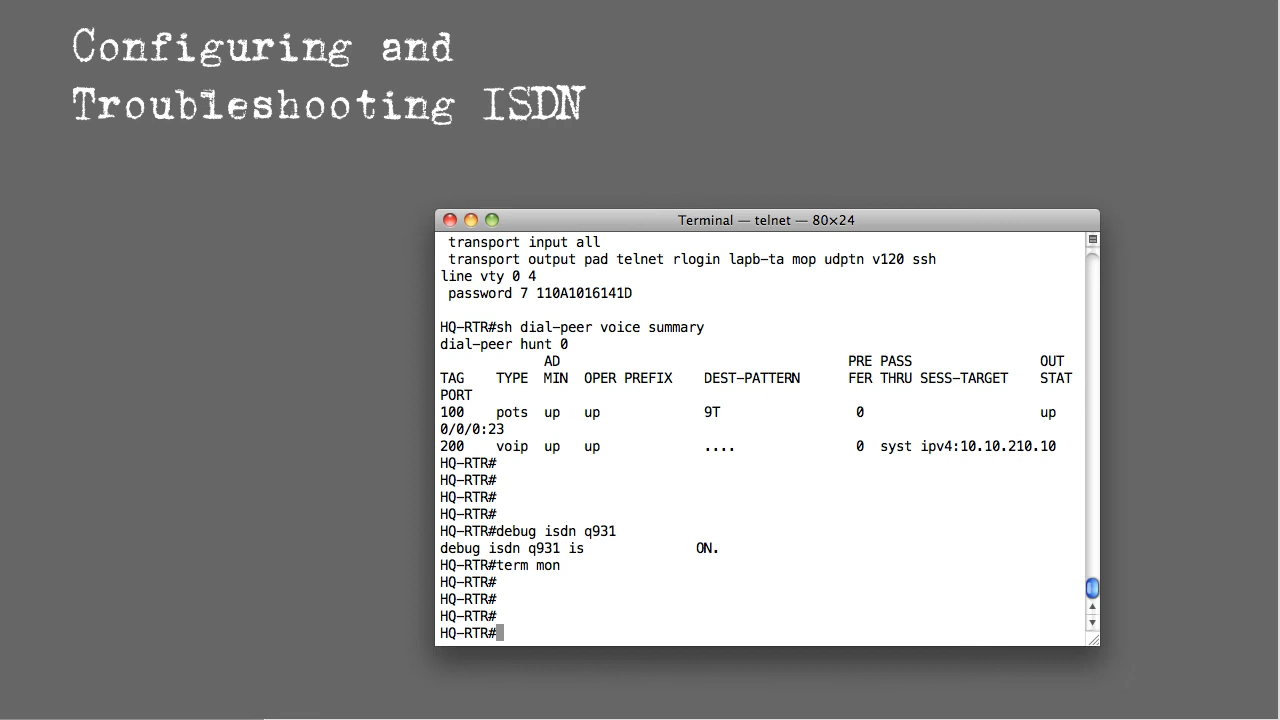 Configuring and
Troubleshooting ISDN
Terminal — telnet — 80×24
transport input all
transport output pad telnet rlogin lapb-ta mop udptn v120 ssh
line vty 0 4
password 7 110A1016141D
HQ-RTR#sh dial-peer voice summary
dial-peer hunt 0
AD PRE PASS OUT
TAG TYPE MIN OPER PREFIX DEST-PATTERN FER THRU SESS-TARGET STAT
PORT
100 pots up up 9T 0 up
0/0/0:23
200 voip up up .... 0 syst ipv4:10.10.210.10
HQ-RTR#
HQ-RTR#
HQ-RTR#
HQ-RTR#
HQ-RTR#debug isdn q931
debug isdn q931 is ON.
HQ-RTR#term mon
HQ-RTR#
HQ-RTR#
HQ-RTR#
HQ-RTR#